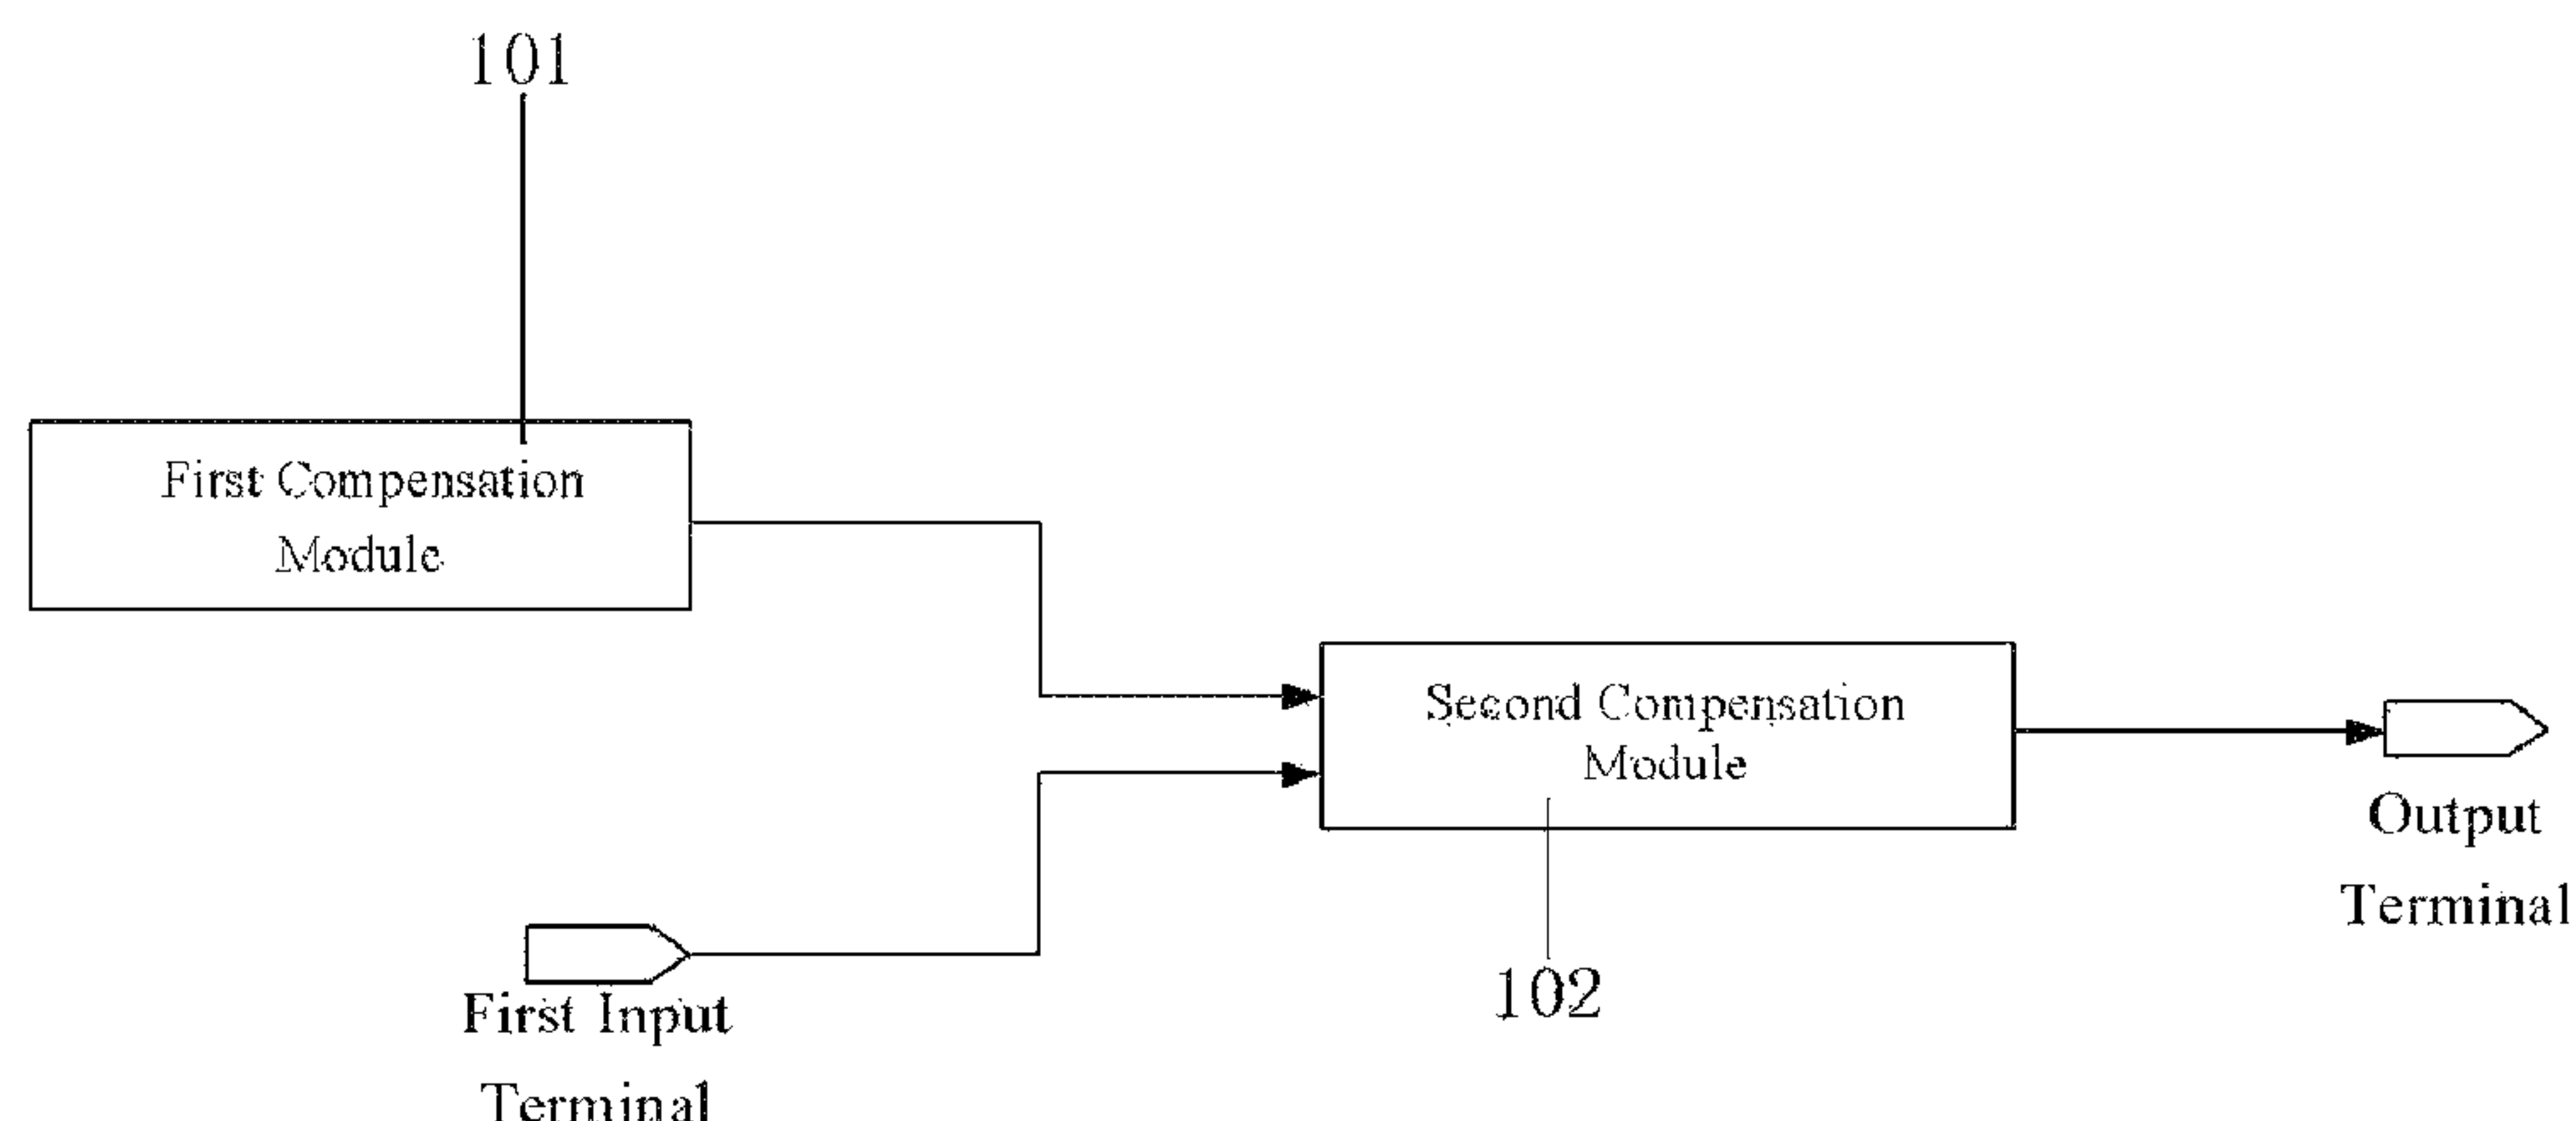 101
First Compensation
Module
Second Compensation
Module
Output
Terminal
102
First Input
Terminal